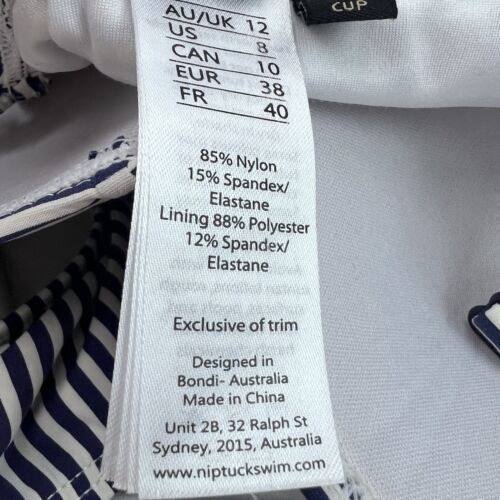 CUP
AU/UK 12
US 8
CAN 10
EUR 38
FR 40
85% Nylon
15% Spandex/
Elastane
Lining 88% Polyester
12% Spandex/
Elastane
Exclusive of trim
Designed in
Bondi- Australia
Made in China
Unit 2B, 32 Ralph St
Sydney, 2015, Australia
www.niptuckswim.com